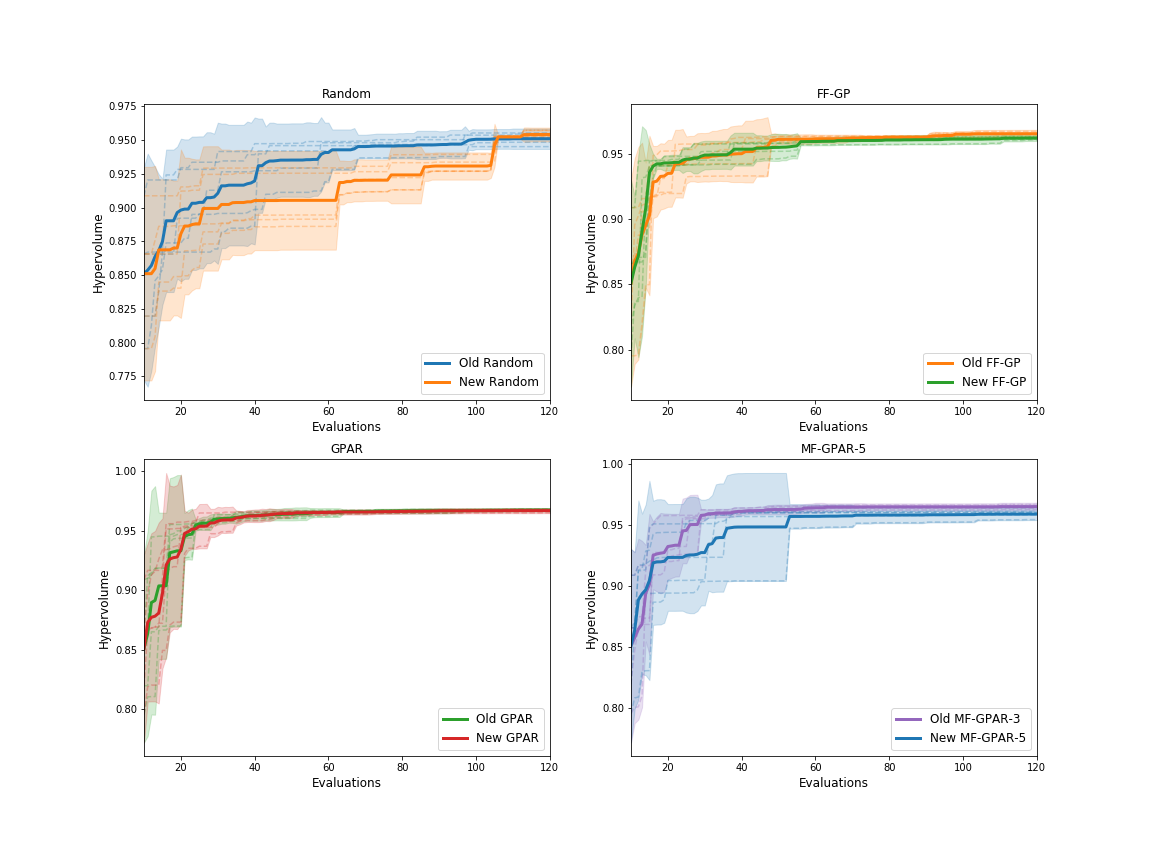 Random
Hypervolume
0.975
0.950
0.925
0.900
0.875
0.850
0.825
0.800
0.775
20 40 60 80 100 120
Evaluations
Old Random
New Random
FF-GP
Hypervolume
0.95
0.90
0.85
0.80
20 40 60 80 100 120
Evaluations
Old FF-GP
New FF-GP
GPAR
Hypervolume
1.00
0.95
0.90
0.85
0.80
20 40 60 80 100 120
Evaluations
Old GPAR
New GPAR
MF-GPAR-5
Hypervolume
1.00
0.95
0.90
0.85
0.80
20 40 60 80 100 120
Evaluations
Old MF-GPAR-3
New MF-GPAR-5